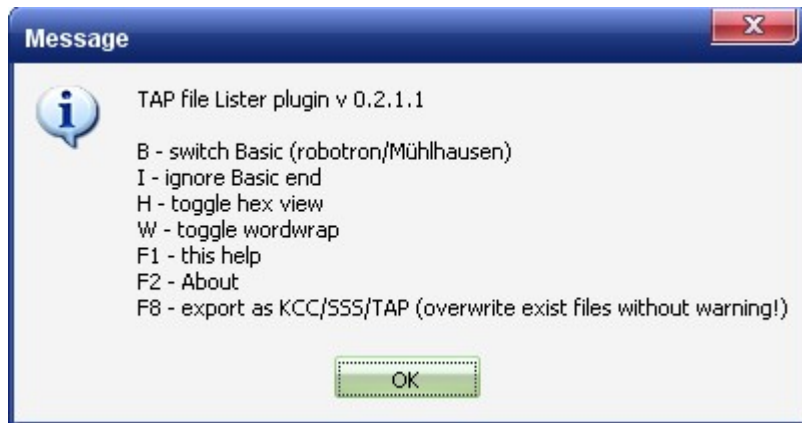 Message
TAP file Lister plugin v 0.2.1.1
B - switch Basic (robotron/Mühlhausen)
I - ignore Basic end
H - toggle hex view
W - toggle wordwrap
F1 - this help
F2 - About
F8 - export as KCC/SSS/TAP (overwrite exist files without warning!)
OK